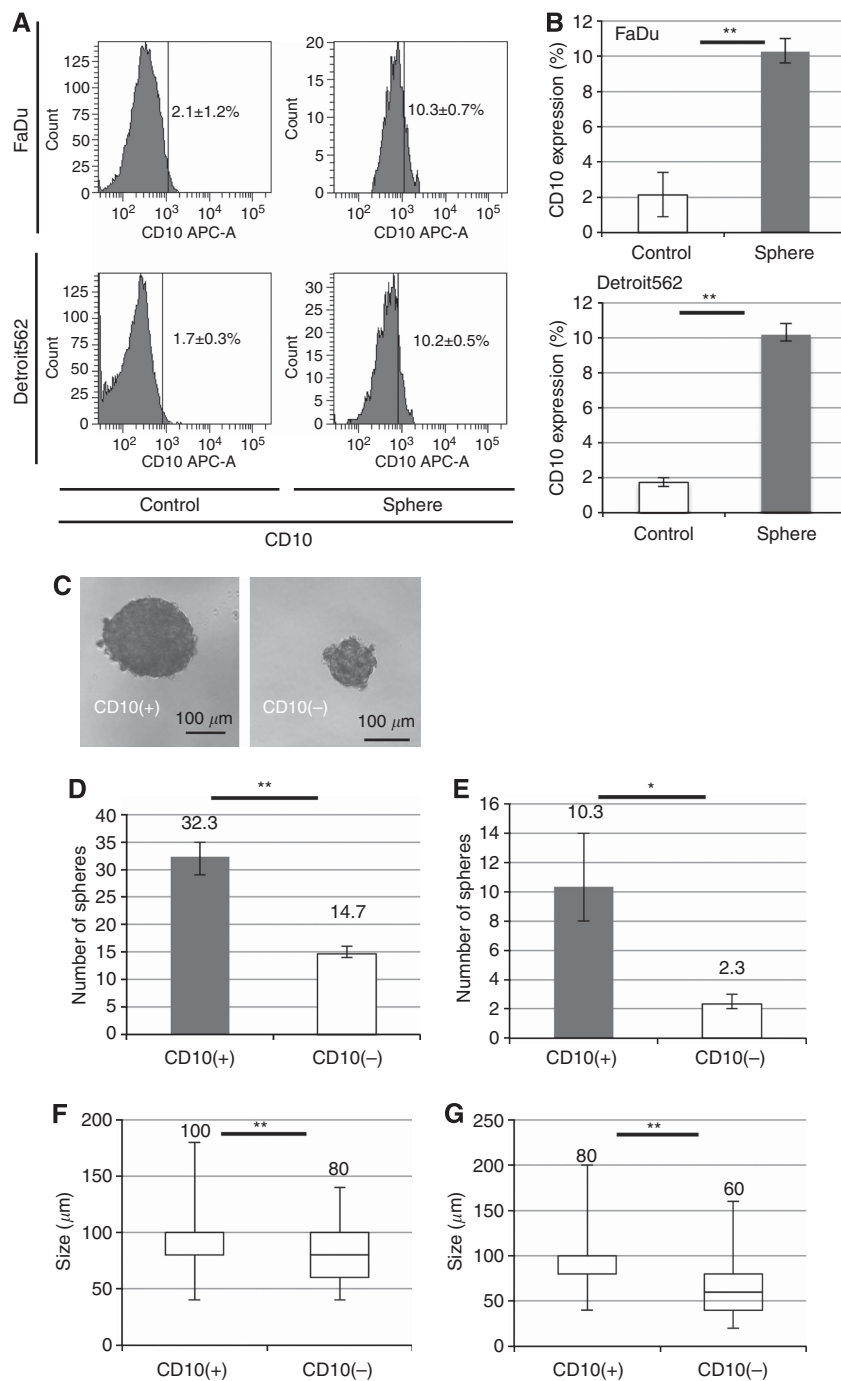 A
FaDu
Count
125
100
75
50
25
0
2.1±1.2%
10² 10³ 10⁴ 10⁵
CD10 APC-A
Count
20
15
10
5
0
10.3±0.7%
10² 10³ 10⁴ 10⁵
CD10 APC-A
Detroit562
Count
125
100
75
50
25
0
1.7±0.3%
10² 10³ 10⁴ 10⁵
CD10 APC-A
Count
30
25
20
15
10
5
0
10.2±0.5%
10² 10³ 10⁴ 10⁵
CD10 APC-A
Control
Sphere
CD10
B
FaDu
**
CD10 expression (%)
12
10
8
6
4
2
0
Control Sphere
Detroit562
**
CD10 expression (%)
12
10
8
6
4
2
0
Control Sphere
C
CD10(+)
100 μm
CD10(–)
100 μm
D
**
Number of spheres
40
35
30
25
20
15
10
5
0
32.3
14.7
CD10(+) CD10(–)
E
*
Numnber of spheres
16
14
12
10
8
6
4
2
0
10.3
2.3
CD10(+) CD10(–)
F
**
Size (μm)
200
150
100
50
0
100
80
CD10(+) CD10(–)
G
**
Size (μm)
250
200
150
100
50
0
80
60
CD10(+) CD10(–)